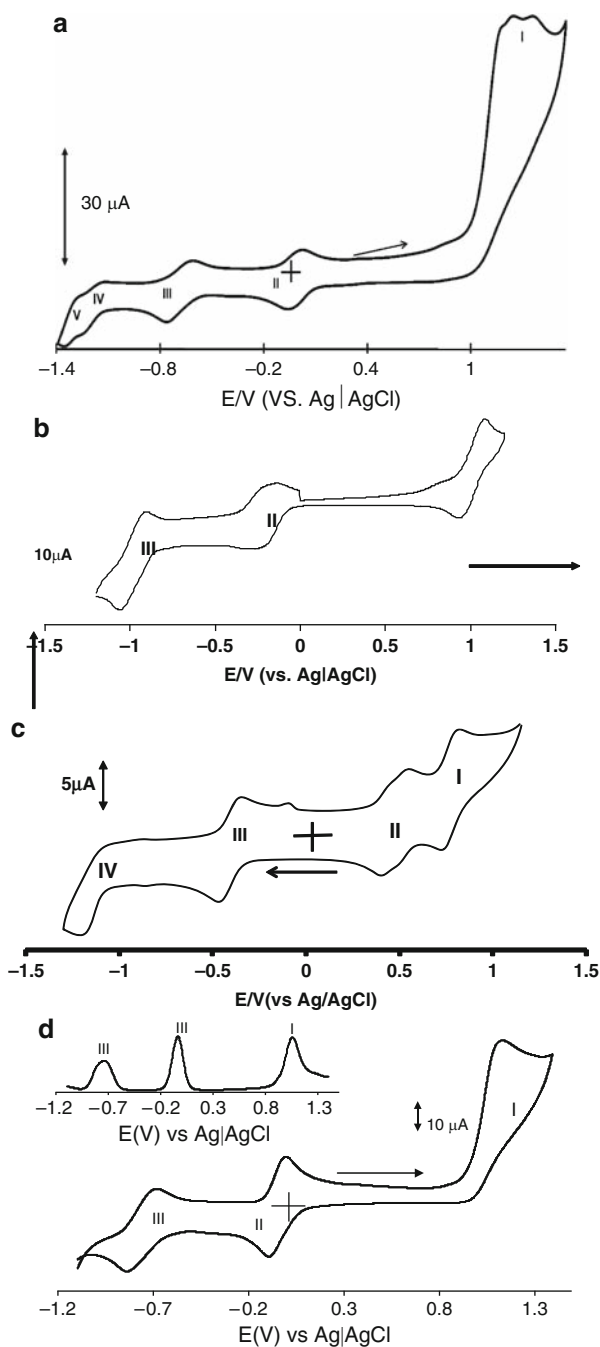 a
I
30 µA
II
III
IV
V
−1.4 −0.8 −0.2 0.4 1
E/V (VS. Ag|AgCl)
b
II
III
10µA
−1.5 −1 −0.5 0 0.5 1 1.5
E/V (vs. Ag|AgCl)
c
5µA
I
III
II
IV
−1.5 −1 −0.5 0 0.5 1 1.5
E/V(vs Ag/AgCl)
d
III III I
−1.2 −0.7 −0.2 0.3 0.8 1.3
E(V) vs Ag|AgCl
10 µA
I
III
II
−1.2 −0.7 −0.2 0.3 0.8 1.3
E(V) vs Ag|AgCl